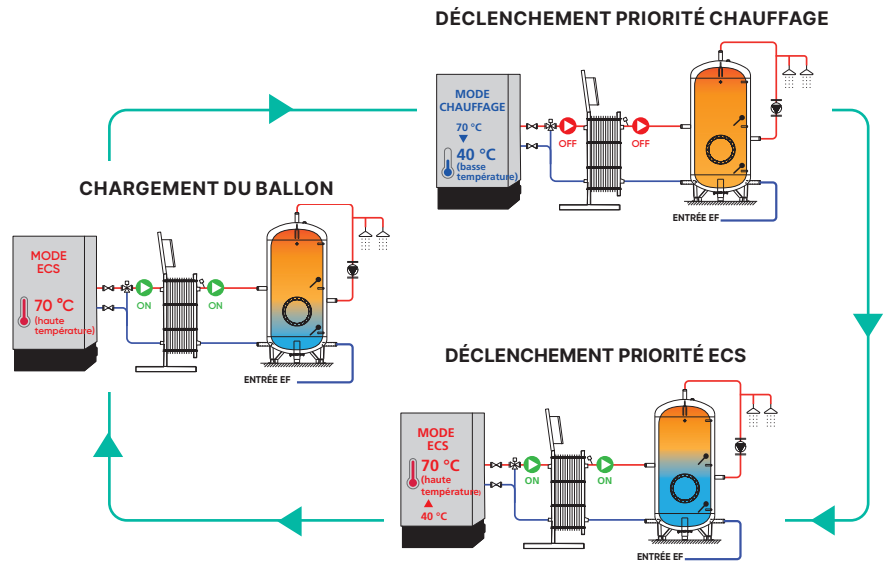 DÉCLENCHEMENT PRIORITÉ CHAUFFAGE
MODE
CHAUFFAGE
70 °C
40 °C
(basse
température)
OFF
OFF
ENTRÉE EF
CHARGEMENT DU BALLON
MODE
ECS
70 °C
(haute
température)
ON
ON
ENTRÉE EF
DÉCLENCHEMENT PRIORITÉ ECS
MODE
ECS
70 °C
(haute
température)
40 °C
ON
ON
ENTRÉE EF